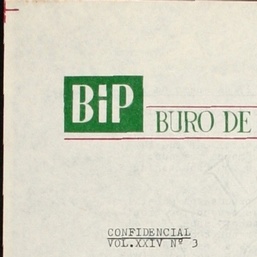 BiP
BURO DE
CONFIDENCIAL
VOL.XXIV Nº 3